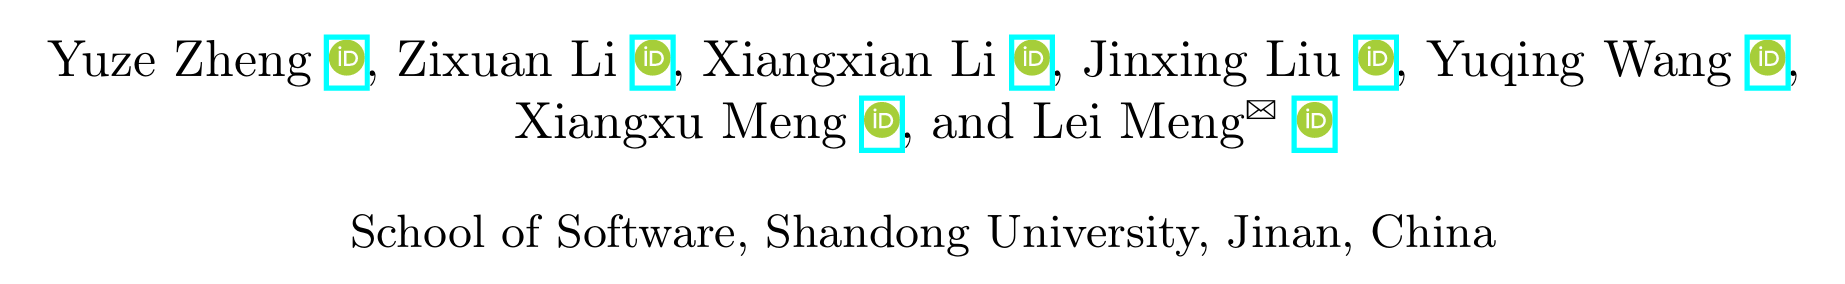 Yuze Zheng iD, Zixuan Li iD, Xiangxian Li iD, Jinxing Liu iD, Yuqing Wang iD,
Xiangxu Meng iD, and Lei Meng✉ iD
School of Software, Shandong University, Jinan, China